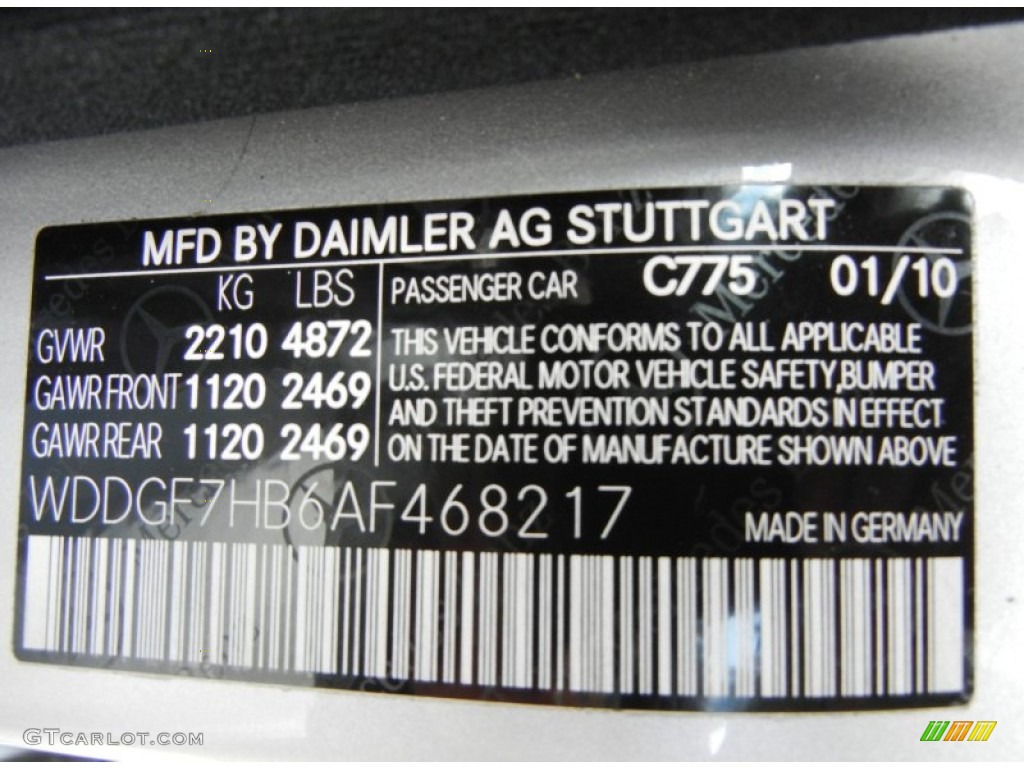 MFD BY DAIMLER AG STUTTGART
KG LBS PASSENGER CAR C775 01/10
GVWR 2210 4872
GAWR FRONT 1120 2469
GAWR REAR 1120 2469
THIS VEHICLE CONFORMS TO ALL APPLICABLE
U.S. FEDERAL MOTOR VEHICLE SAFETY, BUMPER
AND THEFT PREVENTION STANDARDS IN EFFECT
ON THE DATE OF MANUFACTURE SHOWN ABOVE
WDDGF7HB6AF468217
MADE IN GERMANY
GTCARLOT.COM